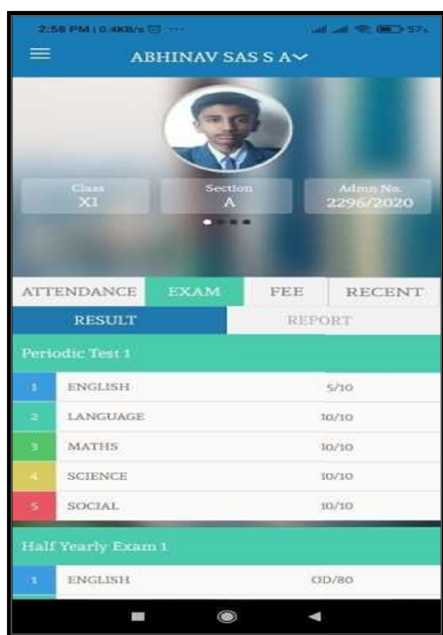 2:58 PM | 0.4KB/s ... 57%
ABHINAV SAS S A
Class Section Admn No.
XI A 2296/2020
ATTENDANCE EXAM FEE RECENT
RESULT REPORT
Periodic Test 1
1 ENGLISH 5/10
2 LANGUAGE 10/10
3 MATHS 10/10
4 SCIENCE 10/10
5 SOCIAL 10/10
Half Yearly Exam 1
1 ENGLISH OD/80